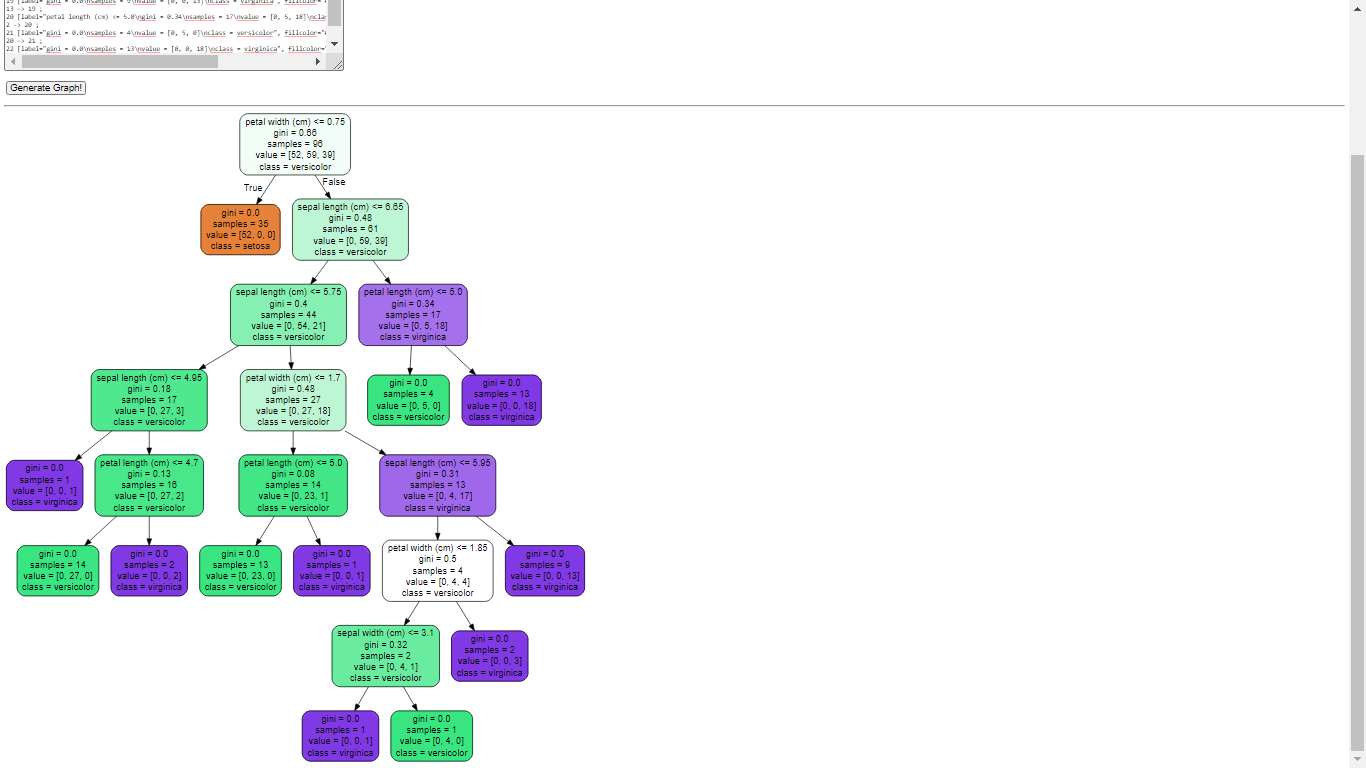 19 [label="gini = 0.0\nsamples = 9\nvalue = [0, 0, 13]\nclass = virginica", fillcolor="
13 -> 19 ;
20 [label="petal length (cm) <= 5.0\ngini = 0.34\nsamples = 17\nvalue = [0, 5, 18]\nclas
2 -> 20 ;
21 [label="gini = 0.0\nsamples = 4\nvalue = [0, 5, 0]\nclass = versicolor", fillcolor="
20 -> 21 ;
22 [label="gini = 0.0\nsamples = 13\nvalue = [0, 0, 18]\nclass = virginica", fillcolor="
Generate Graph!
petal width (cm) <= 0.75
gini = 0.66
samples = 96
value = [52, 59, 39]
class = versicolor
True
False
gini = 0.0
samples = 35
value = [52, 0, 0]
class = setosa
sepal length (cm) <= 6.65
gini = 0.48
samples = 61
value = [0, 59, 39]
class = versicolor
sepal length (cm) <= 5.75
gini = 0.4
samples = 44
value = [0, 54, 21]
class = versicolor
petal length (cm) <= 5.0
gini = 0.34
samples = 17
value = [0, 5, 18]
class = virginica
sepal length (cm) <= 4.95
gini = 0.18
samples = 17
value = [0, 27, 3]
class = versicolor
petal width (cm) <= 1.7
gini = 0.48
samples = 27
value = [0, 27, 18]
class = versicolor
gini = 0.0
samples = 4
value = [0, 5, 0]
class = versicolor
gini = 0.0
samples = 13
value = [0, 0, 18]
class = virginica
gini = 0.0
samples = 1
value = [0, 0, 1]
class = virginica
petal length (cm) <= 4.7
gini = 0.13
samples = 16
value = [0, 27, 2]
class = versicolor
petal length (cm) <= 5.0
gini = 0.08
samples = 14
value = [0, 23, 1]
class = versicolor
sepal length (cm) <= 5.95
gini = 0.31
samples = 13
value = [0, 4, 17]
class = virginica
gini = 0.0
samples = 14
value = [0, 27, 0]
class = versicolor
gini = 0.0
samples = 2
value = [0, 0, 2]
class = virginica
gini = 0.0
samples = 13
value = [0, 23, 0]
class = versicolor
gini = 0.0
samples = 1
value = [0, 0, 1]
class = virginica
petal width (cm) <= 1.85
gini = 0.5
samples = 4
value = [0, 4, 4]
class = versicolor
gini = 0.0
samples = 9
value = [0, 0, 13]
class = virginica
sepal width (cm) <= 3.1
gini = 0.32
samples = 2
value = [0, 4, 1]
class = versicolor
gini = 0.0
samples = 2
value = [0, 0, 3]
class = virginica
gini = 0.0
samples = 1
value = [0, 0, 1]
class = virginica
gini = 0.0
samples = 1
value = [0, 4, 0]
class = versicolor